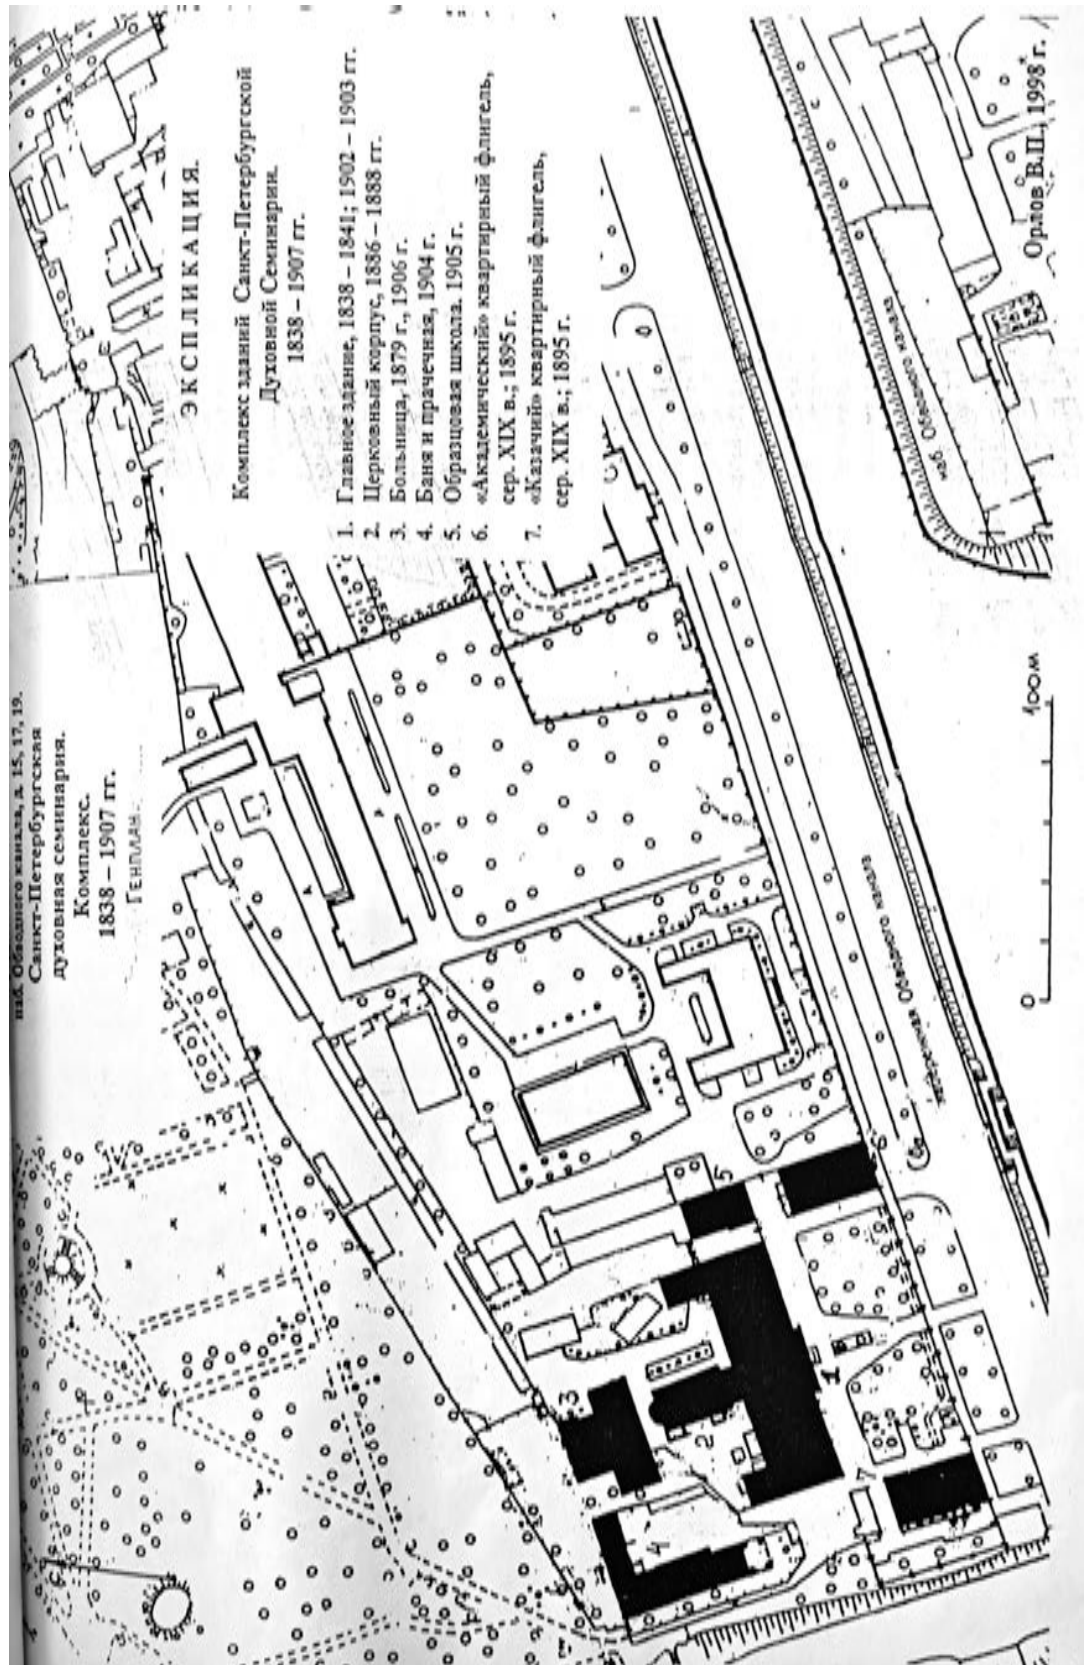 наб. Обводного канала, д. 15, 17, 19.
Санкт-Петербургская
духовная семинария.
Комплекс.
1838 – 1907 гг.
ГЕНПЛАН.
ЭКСПЛИКАЦИЯ.
Комплекс зданий Санкт-Петербургской
Духовной Семинарии.
1838 – 1907 гг.
1. Главное здание, 1838 – 1841; 1902 – 1903 гг.
2. Церковный корпус, 1886 – 1888 гг.
3. Больница, 1879 г., 1906 г.
4. Баня и прачечная, 1904 г.
5. Образцовая школа. 1905 г.
6. «Академический» квартирный флигель,
сер. XIX в.; 1895 г.
7. «Казачий» квартирный флигель,
сер. XIX в.; 1895 г.
1
2
3
4
5
6
7
набережная Обводного канала
наб. Обводного канала
0 100м
Орлов В.П., 1998 г.